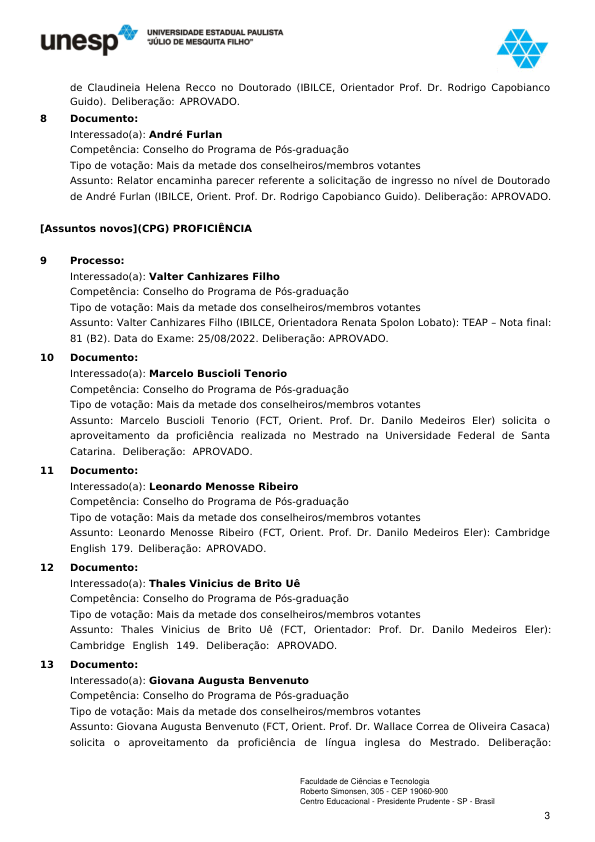 unesp
UNIVERSIDADE ESTADUAL PAULISTA
"JÚLIO DE MESQUITA FILHO"
de Claudineia Helena Recco no Doutorado (IBILCE, Orientador Prof. Dr. Rodrigo Capobianco
Guido). Deliberação: APROVADO.
8 Documento:
Interessado(a): André Furlan
Competência: Conselho do Programa de Pós-graduação
Tipo de votação: Mais da metade dos conselheiros/membros votantes
Assunto: Relator encaminha parecer referente a solicitação de ingresso no nível de Doutorado
de André Furlan (IBILCE, Orient. Prof. Dr. Rodrigo Capobianco Guido). Deliberação: APROVADO.
[Assuntos novos](CPG) PROFICIÊNCIA
9 Processo:
Interessado(a): Valter Canhizares Filho
Competência: Conselho do Programa de Pós-graduação
Tipo de votação: Mais da metade dos conselheiros/membros votantes
Assunto: Valter Canhizares Filho (IBILCE, Orientadora Renata Spolon Lobato): TEAP – Nota final:
81 (B2). Data do Exame: 25/08/2022. Deliberação: APROVADO.
10 Documento:
Interessado(a): Marcelo Buscioli Tenorio
Competência: Conselho do Programa de Pós-graduação
Tipo de votação: Mais da metade dos conselheiros/membros votantes
Assunto: Marcelo Buscioli Tenorio (FCT, Orient. Prof. Dr. Danilo Medeiros Eler) solicita o
aproveitamento da proficiência realizada no Mestrado na Universidade Federal de Santa
Catarina. Deliberação: APROVADO.
11 Documento:
Interessado(a): Leonardo Menosse Ribeiro
Competência: Conselho do Programa de Pós-graduação
Tipo de votação: Mais da metade dos conselheiros/membros votantes
Assunto: Leonardo Menosse Ribeiro (FCT, Orient. Prof. Dr. Danilo Medeiros Eler): Cambridge
English 179. Deliberação: APROVADO.
12 Documento:
Interessado(a): Thales Vinicius de Brito Uê
Competência: Conselho do Programa de Pós-graduação
Tipo de votação: Mais da metade dos conselheiros/membros votantes
Assunto: Thales Vinicius de Brito Uê (FCT, Orientador: Prof. Dr. Danilo Medeiros Eler):
Cambridge English 149. Deliberação: APROVADO.
13 Documento:
Interessado(a): Giovana Augusta Benvenuto
Competência: Conselho do Programa de Pós-graduação
Tipo de votação: Mais da metade dos conselheiros/membros votantes
Assunto: Giovana Augusta Benvenuto (FCT, Orient. Prof. Dr. Wallace Correa de Oliveira Casaca)
solicita o aproveitamento da proficiência de língua inglesa do Mestrado. Deliberação:
Faculdade de Ciências e Tecnologia
Roberto Simonsen, 305 - CEP 19060-900
Centro Educacional - Presidente Prudente - SP - Brasil
3